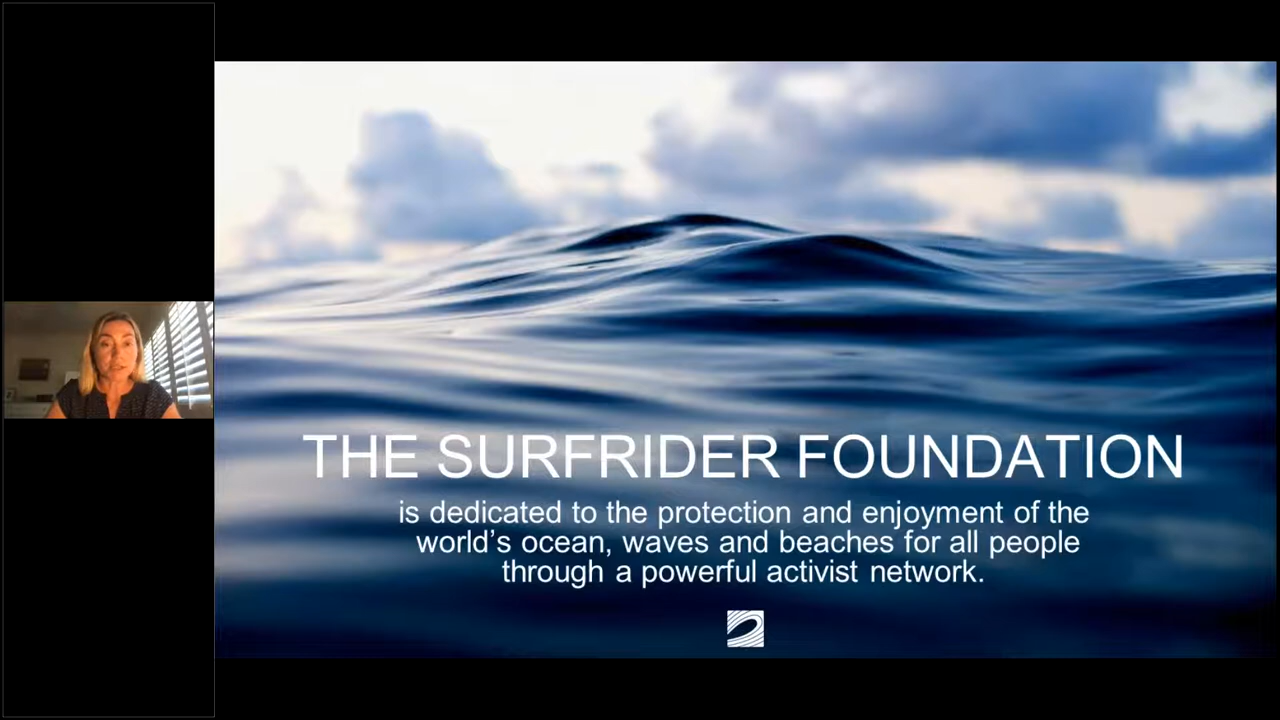 THE SURFRIDER FOUNDATION
is dedicated to the protection and enjoyment of the
world’s ocean, waves and beaches for all people
through a powerful activist network.